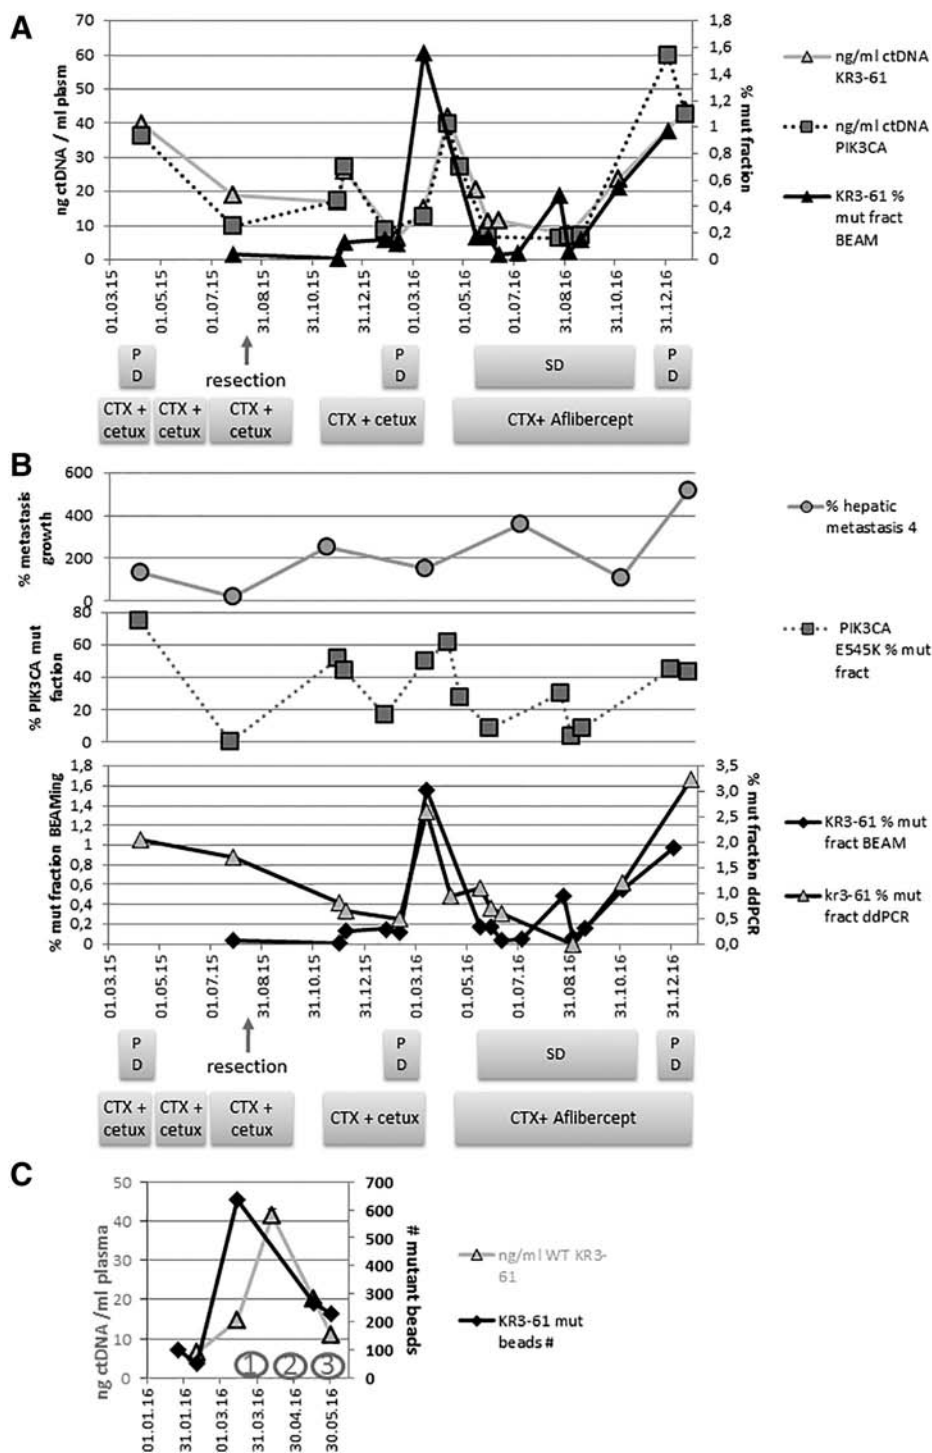 A
70
60
50
40
30
20
10
0
ng ctDNA / ml plasm
1,8
1,6
1,4
1,2
1
0,8
0,6
0,4
0,2
0
% mut fraction
ng/ml ctDNA
KR3-61
ng/ml ctDNA
PIK3CA
KR3-61 %
mut fract
BEAM
01.03.15
01.05.15
01.07.15
31.08.15
31.10.15
31.12.15
01.03.16
01.05.16
01.07.16
31.08.16
31.10.16
31.12.16
P
D
resection
P
D
SD
P
D
CTX +
cetux
CTX +
cetux
CTX +
cetux
CTX + cetux
CTX+ Aflibercept
B
600
400
200
0
% metastasis
growth
% hepatic
metastasis 4
80
60
40
20
0
% PIK3CA mut
faction
PIK3CA
E545K % mut
fract
1,8
1,6
1,4
1,2
1
0,8
0,6
0,4
0,2
0
% mut fraction BEAMing
3,5
3,0
2,5
2,0
1,5
1,0
0,5
0,0
% mut fraction ddPCR
KR3-61 % mut
fract BEAM
kr3-61 % mut
fract ddPCR
01.03.15
01.05.15
01.07.15
31.08.15
31.10.15
31.12.15
01.03.16
01.05.16
01.07.16
31.08.16
31.10.16
31.12.16
P
D
resection
P
D
SD
P
D
CTX +
cetux
CTX +
cetux
CTX +
cetux
CTX + cetux
CTX+ Aflibercept
C
50
40
30
20
10
0
ng ctDNA /ml plasma
700
600
500
400
300
200
100
0
# mutant beads
ng/ml WT KR3-
61
KR3-61 mut
beads #
1 2 3
01.01.16
31.01.16
01.03.16
31.03.16
30.04.16
30.05.16